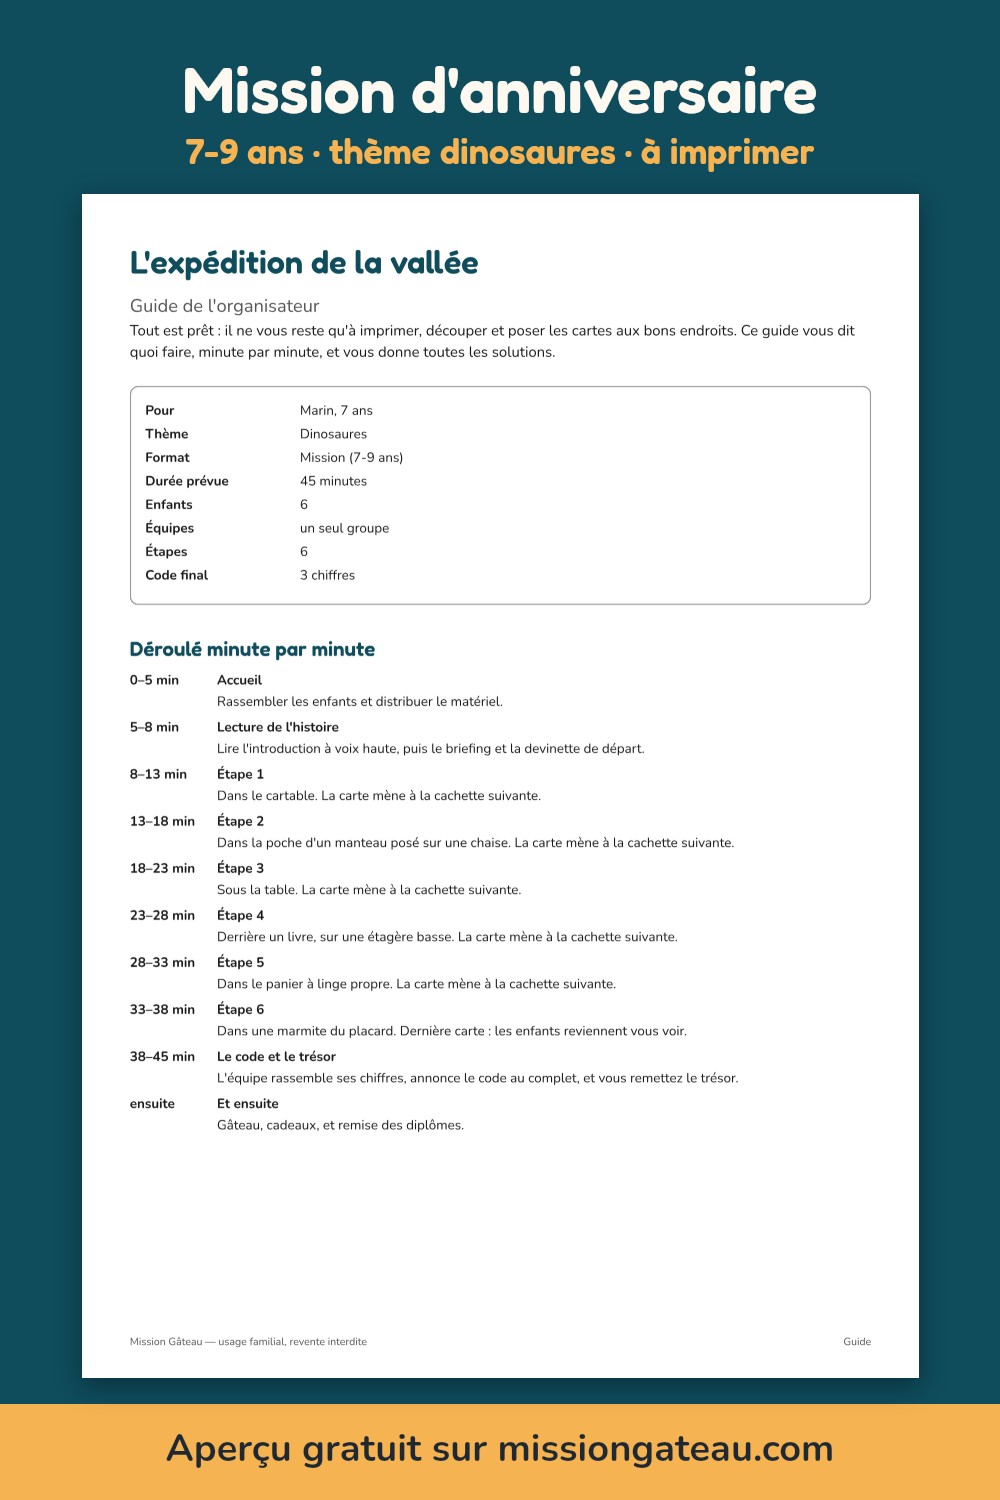 Mission d'anniversaire
7-9 ans · thème dinosaures · à imprimer
L'expédition de la vallée
Guide de l'organisateur
Tout est prêt : il ne vous reste qu'à imprimer, découper et poser les cartes aux bons endroits. Ce guide vous dit
quoi faire, minute par minute, et vous donne toutes les solutions.
Pour Marin, 7 ans
Thème Dinosaures
Format Mission (7-9 ans)
Durée prévue 45 minutes
Enfants 6
Équipes un seul groupe
Étapes 6
Code final 3 chiffres
Déroulé minute par minute
0–5 min Accueil
Rassembler les enfants et distribuer le matériel.
5–8 min Lecture de l'histoire
Lire l'introduction à voix haute, puis le briefing et la devinette de départ.
8–13 min Étape 1
Dans le cartable. La carte mène à la cachette suivante.
13–18 min Étape 2
Dans la poche d'un manteau posé sur une chaise. La carte mène à la cachette suivante.
18–23 min Étape 3
Sous la table. La carte mène à la cachette suivante.
23–28 min Étape 4
Derrière un livre, sur une étagère basse. La carte mène à la cachette suivante.
28–33 min Étape 5
Dans le panier à linge propre. La carte mène à la cachette suivante.
33–38 min Étape 6
Dans une marmite du placard. Dernière carte : les enfants reviennent vous voir.
38–45 min Le code et le trésor
L'équipe rassemble ses chiffres, annonce le code au complet, et vous remettez le trésor.
ensuite Et ensuite
Gâteau, cadeaux, et remise des diplômes.
Mission Gâteau — usage familial, revente interdite Guide
Aperçu gratuit sur missiongateau.com